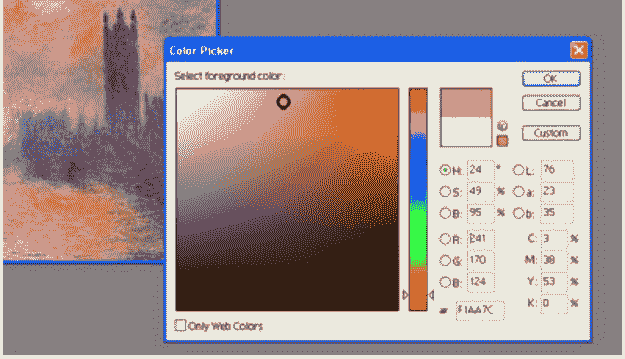 Color Picker
Select foreground color:
OK
Cancel
Custom
H: 24 °
L: 76
S: 49 %
a: 23
B: 95 %
b: 35
R: 241
C: 3 %
G: 170
M: 38 %
B: 124
Y: 53 %
# F1AA7C
K: 0 %
Only Web Colors